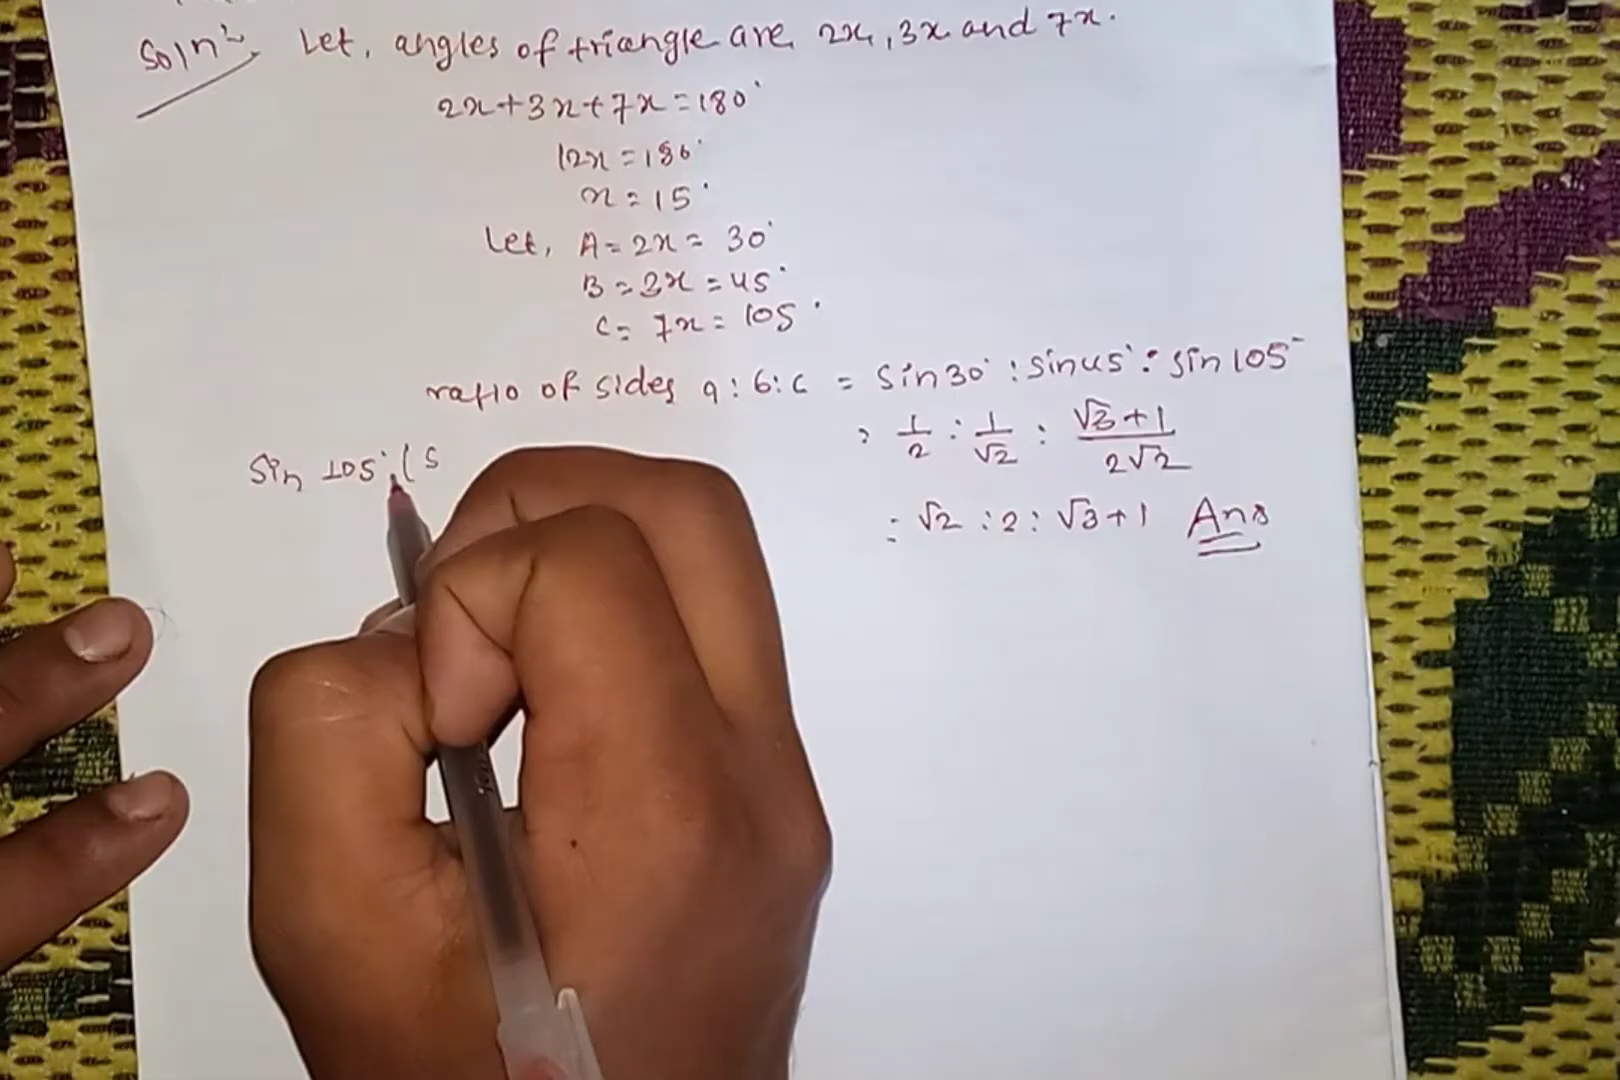 Soln: Let, angles of triangle are 2x, 3x and 7x.
2x+3x+7x=180°
12x=180°
x=15°
Let, A=2x=30°
B=3x=45°
C=7x=105°
ratio of sides a:b:c = sin30°:sin45°:sin105°
= 1/2 : 1/√2 : (√3+1)/(2√2)
Sin 105° (S
= √2:2:√3+1 Ans